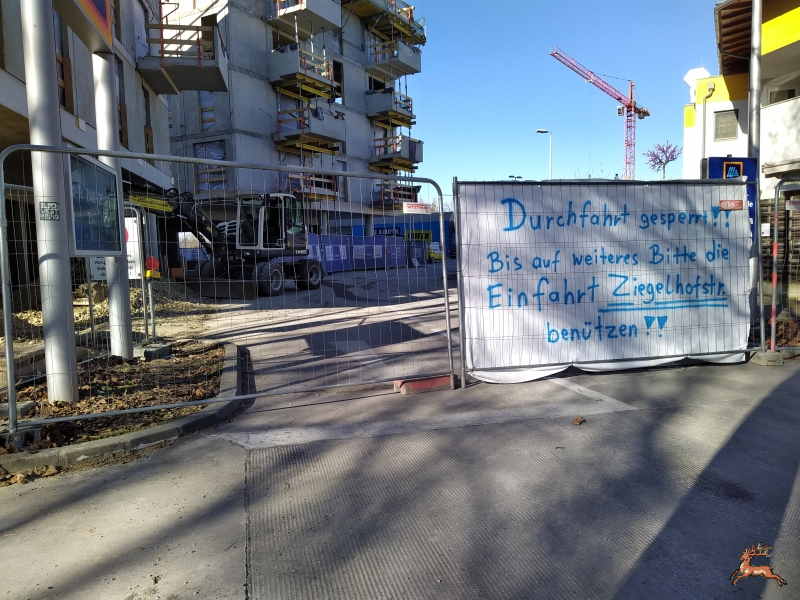 Durchfahrt gesperrt!!
Bis auf weiteres Bitte die
Einfahrt Ziegelhofstr.
benützen!!